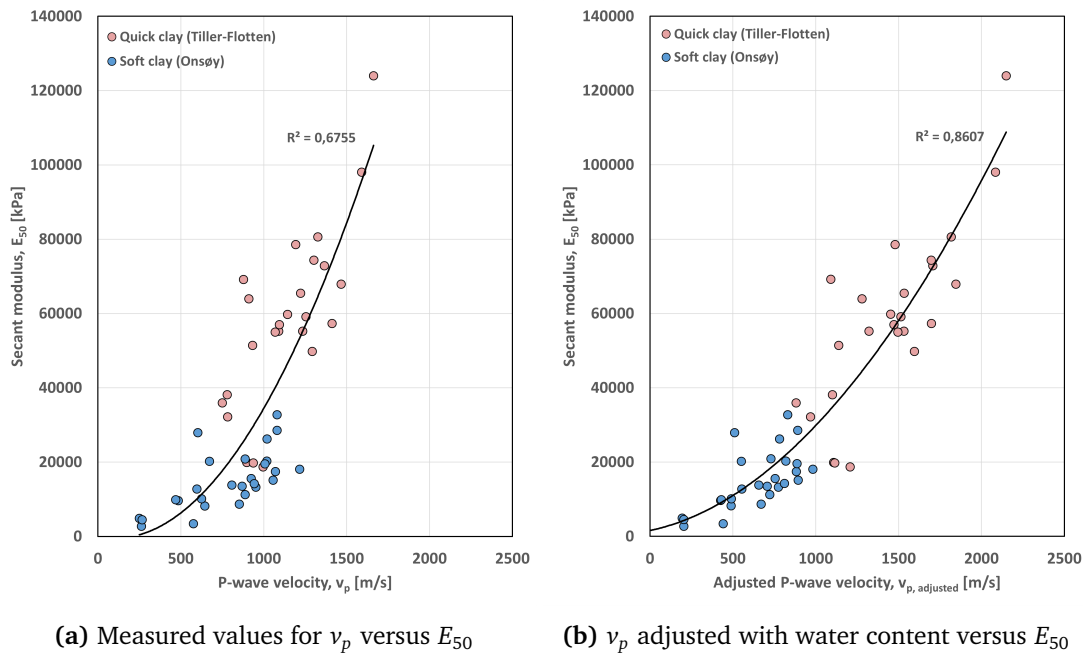 140000
120000
100000
80000
60000
40000
20000
0
Secant modulus, E50 [kPa]
Quick clay (Tiller-Flotten)
Soft clay (Onsøy)
R² = 0,6755
0 500 1000 1500 2000 2500
P-wave velocity, vp [m/s]
(a) Measured values for vp versus E50
140000
120000
100000
80000
60000
40000
20000
0
Secant modulus, E50 [kPa]
Quick clay (Tiller-Flotten)
Soft clay (Onsøy)
R² = 0,8607
0 500 1000 1500 2000 2500
Adjusted P-wave velocity, vp, adjusted [m/s]
(b) vp adjusted with water content versus E50